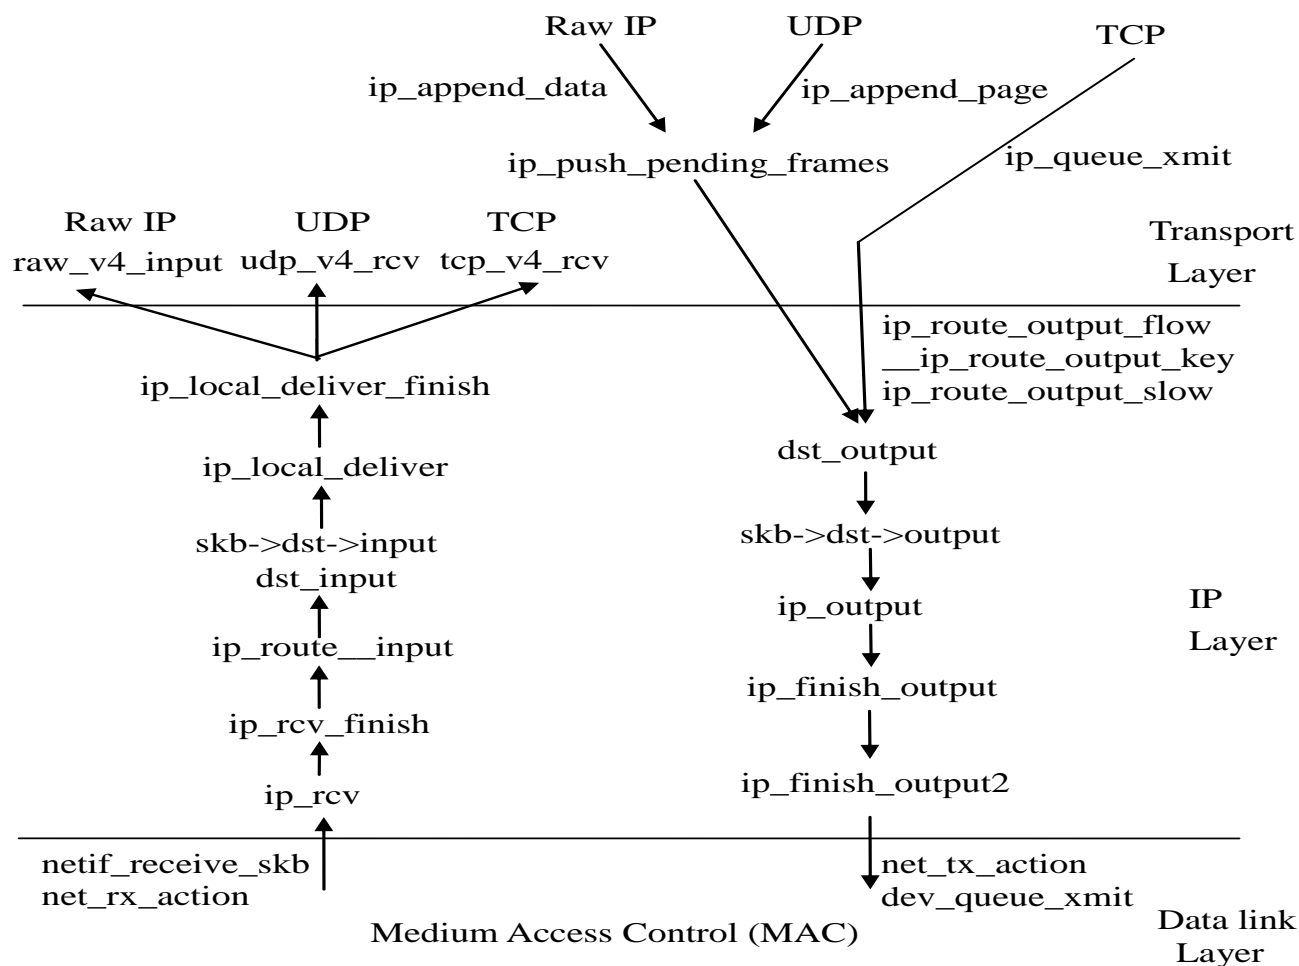 Raw IP
UDP
TCP
ip_append_data
ip_append_page
ip_push_pending_frames
ip_queue_xmit
Raw IP
UDP
TCP
raw_v4_input
udp_v4_rcv
tcp_v4_rcv
Transport
Layer
ip_route_output_flow
__ip_route_output_key
ip_route_output_slow
ip_local_deliver_finish
ip_local_deliver
skb->dst->input
dst_input
ip_route__input
ip_rcv_finish
ip_rcv
dst_output
skb->dst->output
ip_output
ip_finish_output
ip_finish_output2
IP
Layer
netif_receive_skb
net_rx_action
net_tx_action
dev_queue_xmit
Medium Access Control (MAC)
Data link
Layer